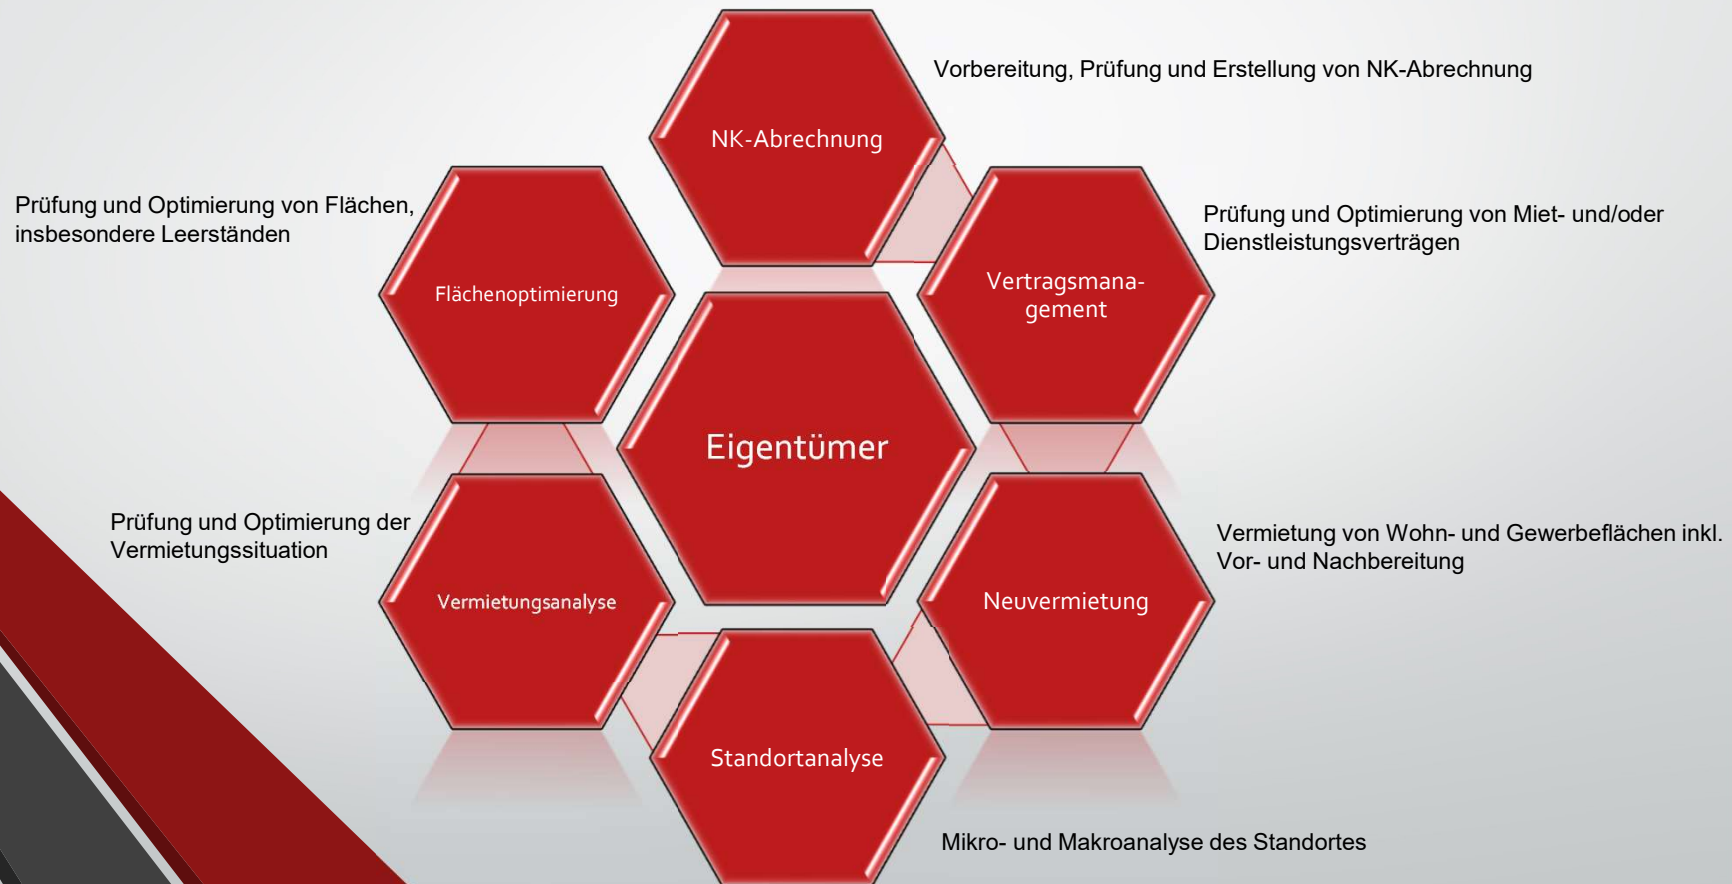 Vorbereitung, Prüfung und Erstellung von NK-Abrechnung
NK-Abrechnung
Prüfung und Optimierung von Flächen,
insbesondere Leerständen
Flächenoptimierung
Prüfung und Optimierung von Miet- und/oder
Dienstleistungsverträgen
Vertragsmana-
gement
Eigentümer
Prüfung und Optimierung der
Vermietungssituation
Vermietungsanalyse
Vermietung von Wohn- und Gewerbeflächen inkl.
Vor- und Nachbereitung
Neuvermietung
Standortanalyse
Mikro- und Makroanalyse des Standortes